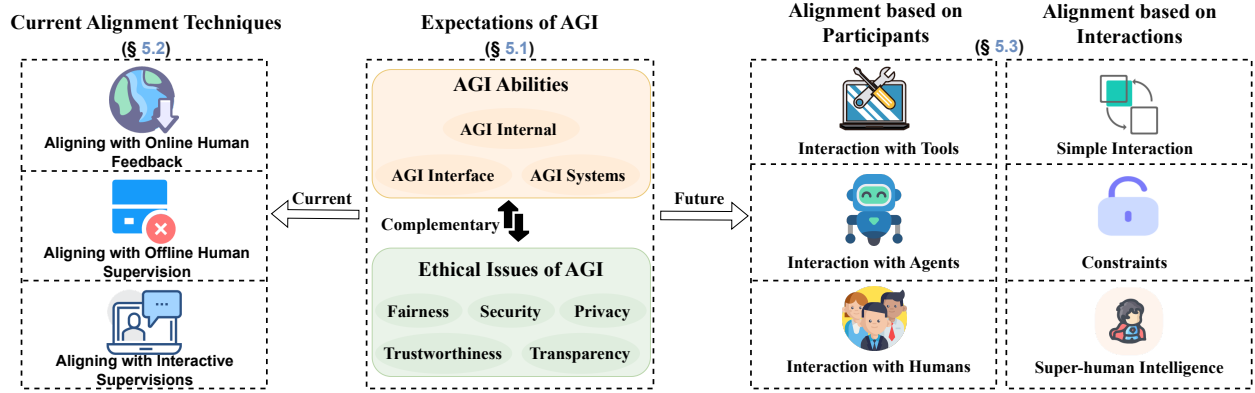 Current Alignment Techniques
(§ 5.2)
Aligning with Online Human
Feedback
Aligning with Offline Human
Supervision
Aligning with Interactive
Supervisions
Current
Expectations of AGI
(§ 5.1)
AGI Abilities
AGI Internal
AGI Interface
AGI Systems
Complementary
Ethical Issues of AGI
Fairness
Security
Privacy
Trustworthiness
Transparency
Future
Alignment based on
Participants
(§ 5.3)
Interaction with Tools
Interaction with Agents
Interaction with Humans
Alignment based on
Interactions
Simple Interaction
Constraints
Super-human Intelligence